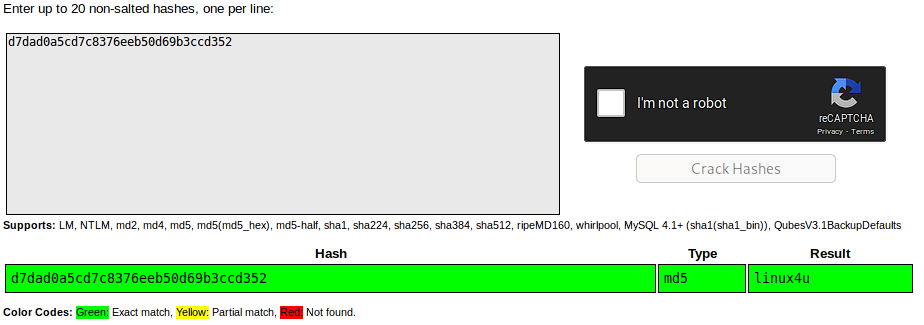 Enter up to 20 non-salted hashes, one per line:
d7dad0a5cd7c8376eeb50d69b3ccd352
I'm not a robot
reCAPTCHA
Privacy - Terms
Crack Hashes
Supports: LM, NTLM, md2, md4, md5, md5(md5_hex), md5-half, sha1, sha224, sha256, sha384, sha512, ripeMD160, whirlpool, MySQL 4.1+ (sha1(sha1_bin)), QubesV3.1BackupDefaults
Hash Type Result
d7dad0a5cd7c8376eeb50d69b3ccd352 md5 linux4u
Color Codes: Green: Exact match, Yellow: Partial match, Red: Not found.